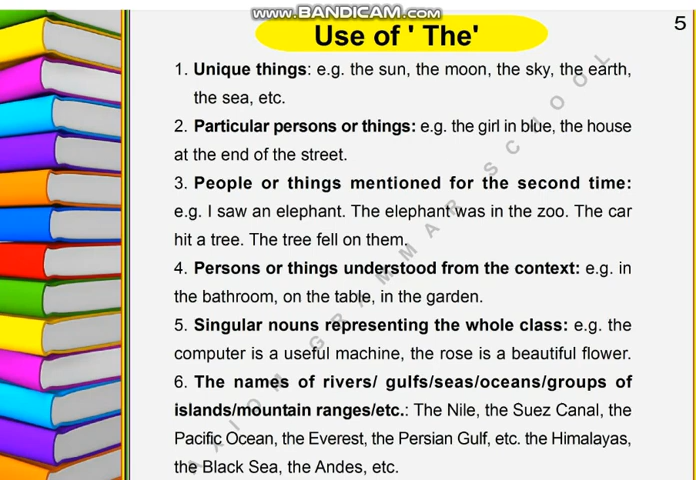 www.BANDICAM.com
5
Use of ' The'
1. Unique things: e.g. the sun, the moon, the sky, the earth,
the sea, etc.
2. Particular persons or things: e.g. the girl in blue, the house
at the end of the street.
3. People or things mentioned for the second time:
e.g. I saw an elephant. The elephant was in the zoo. The car
hit a tree. The tree fell on them.
4. Persons or things understood from the context: e.g. in
the bathroom, on the table, in the garden.
5. Singular nouns representing the whole class: e.g. the
computer is a useful machine, the rose is a beautiful flower.
6. The names of rivers/ gulfs/seas/oceans/groups of
islands/mountain ranges/etc.: The Nile, the Suez Canal, the
Pacific Ocean, the Everest, the Persian Gulf, etc. the Himalayas,
the Black Sea, the Andes, etc.
AXIOM GRAMMAR SCHOOL